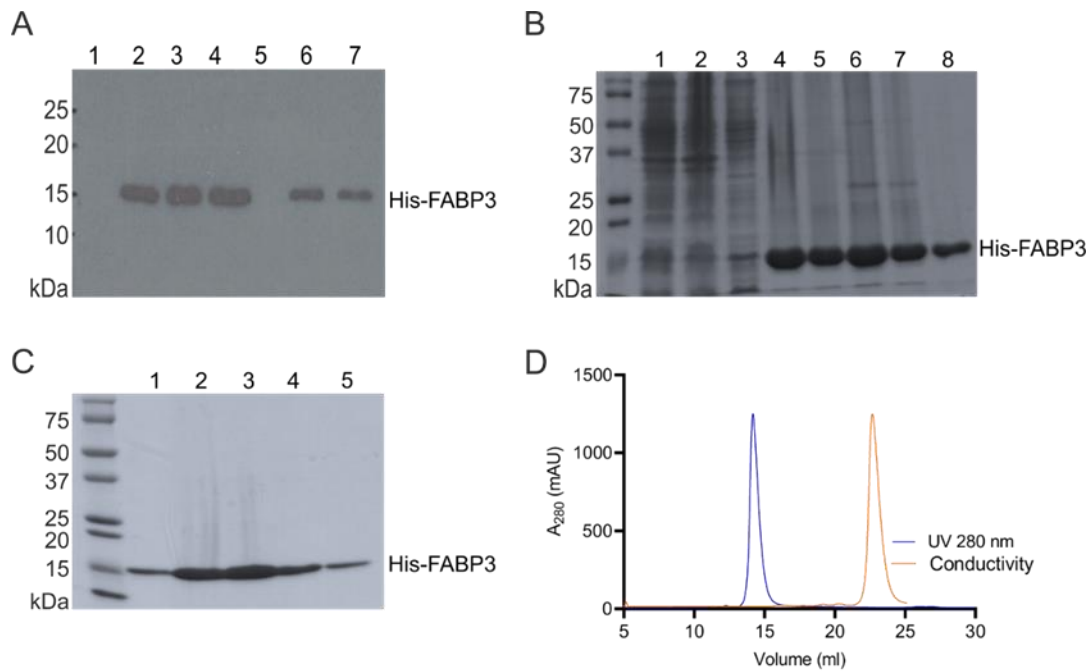 A
1 2 3 4 5 6 7
25
20
15
10
kDa
His-FABP3
B
1 2 3 4 5 6 7 8
75
50
37
25
20
15
kDa
His-FABP3
C
1 2 3 4 5
75
50
37
25
20
15
kDa
His-FABP3
D
1500
1000
500
0
A280 (mAU)
UV 280 nm
Conductivity
5 10 15 20 25 30
Volume (ml)